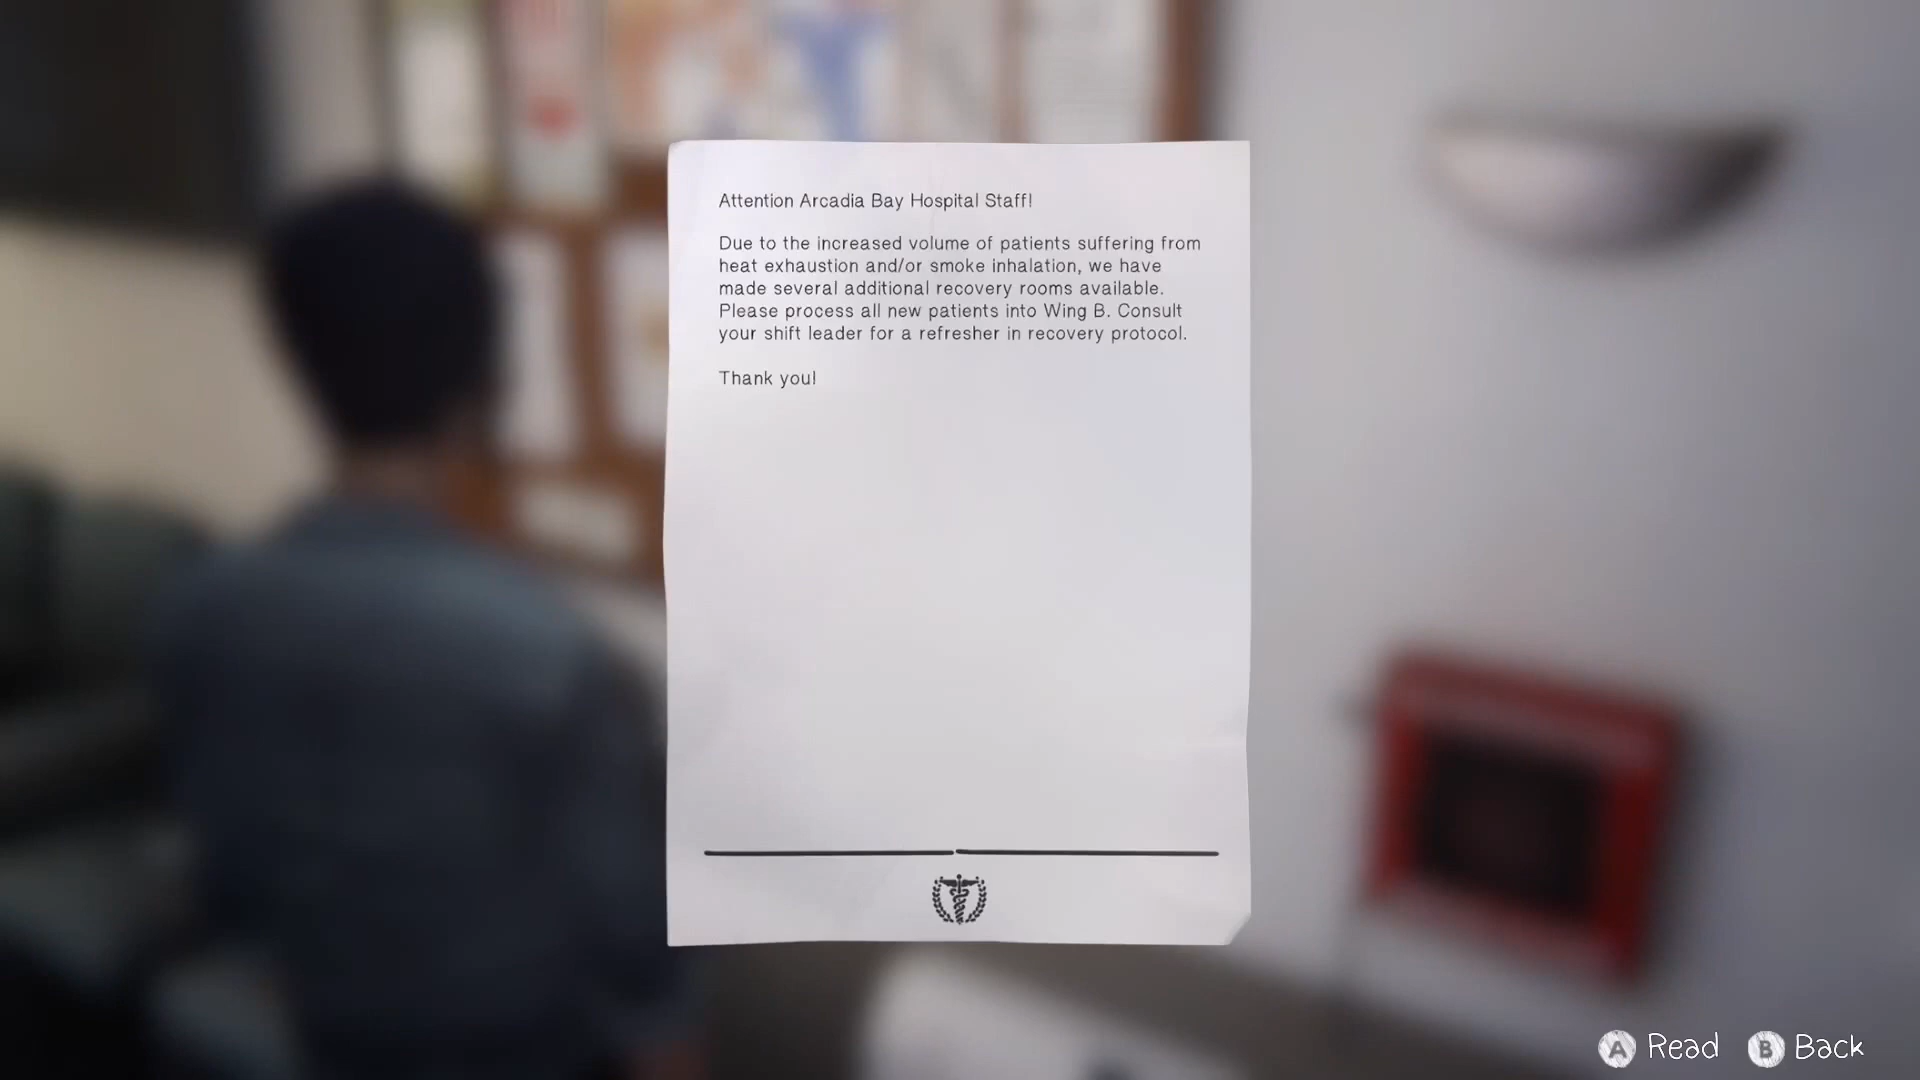 Attention Arcadia Bay Hospital Staff!
Due to the increased volume of patients suffering from
heat exhaustion and/or smoke inhalation, we have
made several additional recovery rooms available.
Please process all new patients into Wing B. Consult
your shift leader for a refresher in recovery protocol.
Thank you!
A Read B Back